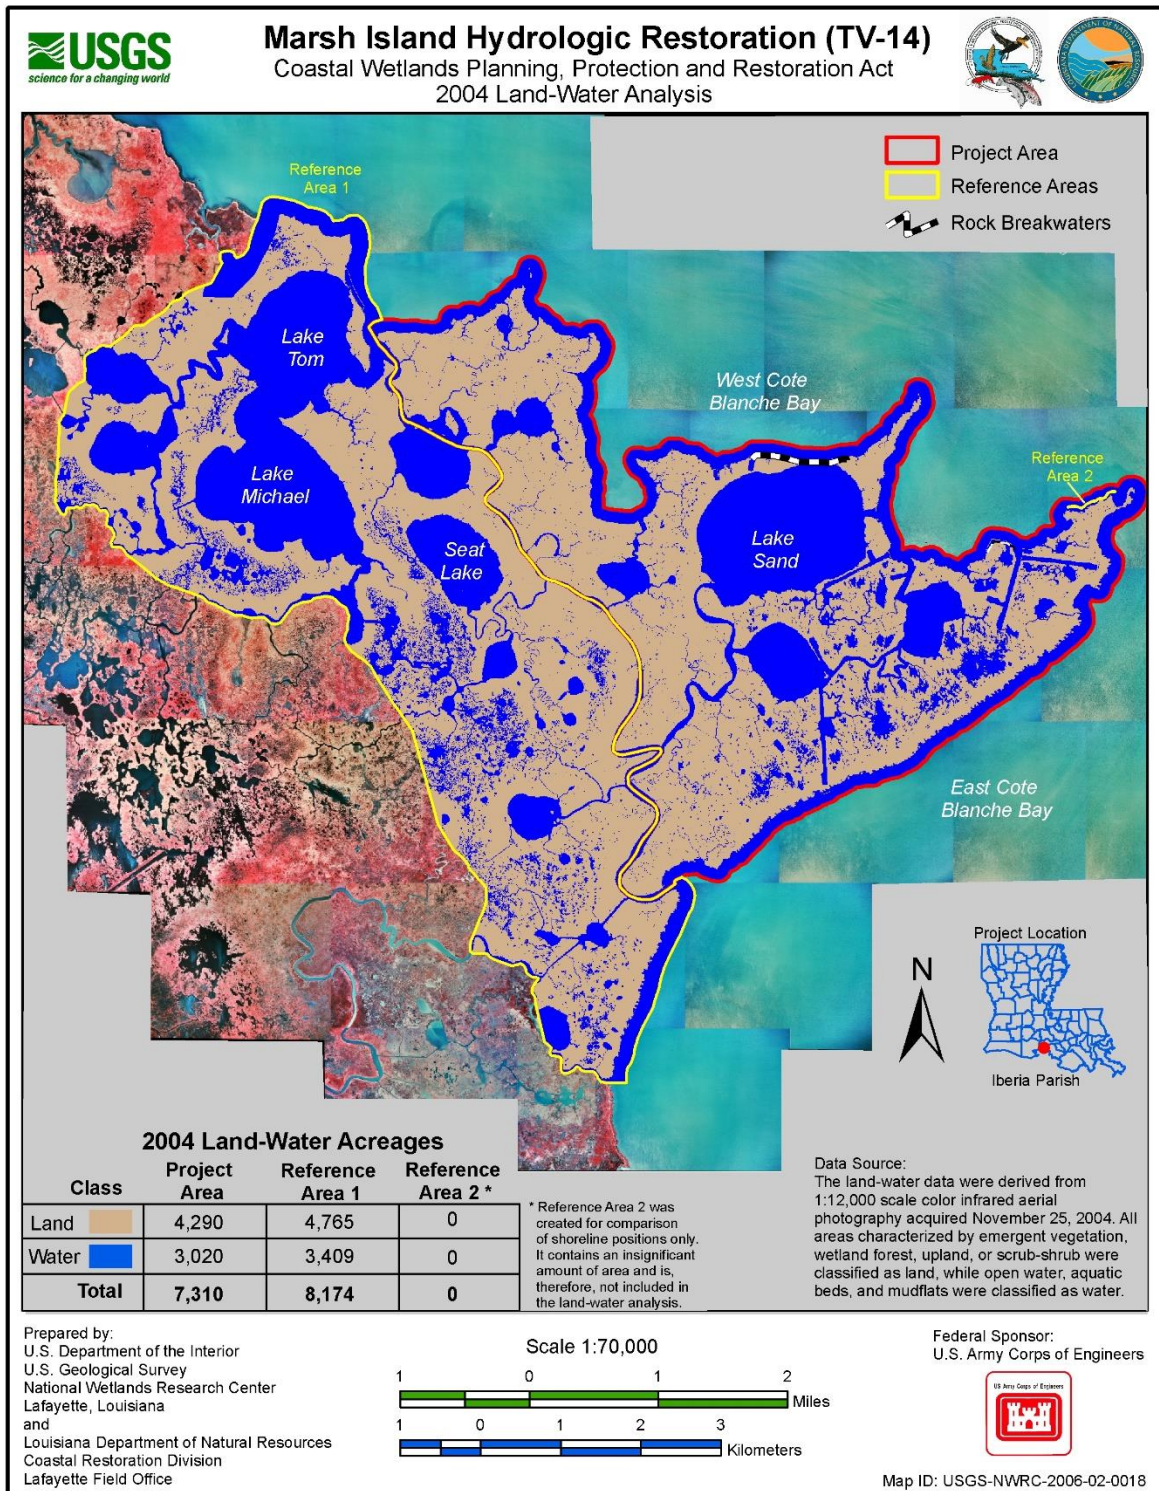 USGS
science for a changing world
Marsh Island Hydrologic Restoration (TV-14)
Coastal Wetlands Planning, Protection and Restoration Act
2004 Land-Water Analysis
Project Area
Reference Areas
Rock Breakwaters
Reference
Area 1
Lake
Tom
West Cote
Blanche Bay
Reference
Area 2
Lake
Michael
Seat
Lake
Lake
Sand
East Cote
Blanche Bay
N
Project Location
Iberia Parish
2004 Land-Water Acreages
Class Project Area Reference Area 1 Reference Area 2 *
Land 4,290 4,765 0
Water 3,020 3,409 0
Total 7,310 8,174 0
* Reference Area 2 was
created for comparison
of shoreline positions only.
It contains an insignificant
amount of area and is,
therefore, not included in
the land-water analysis.
Data Source:
The land-water data were derived from
1:12,000 scale color infrared aerial
photography acquired November 25, 2004. All
areas characterized by emergent vegetation,
wetland forest, upland, or scrub-shrub were
classified as land, while open water, aquatic
beds, and mudflats were classified as water.
Prepared by:
U.S. Department of the Interior
U.S. Geological Survey
National Wetlands Research Center
Lafayette, Louisiana
and
Louisiana Department of Natural Resources
Coastal Restoration Division
Lafayette Field Office
Scale 1:70,000
1 0 1 2
Miles
1 0 1 2 3
Kilometers
Federal Sponsor:
U.S. Army Corps of Engineers
US Army Corps of Engineers
Map ID: USGS-NWRC-2006-02-0018